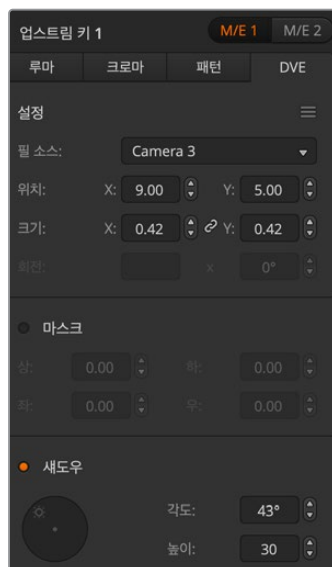 업스트림 키 1 M/E 1 M/E 2
루마 크로마 패턴 DVE
설정
필 소스: Camera 3
위치: X: 9.00 Y: 5.00
크기: X: 0.42 Y: 0.42
회전: x 0°
마스크
상: 0.00 하: 0.00
좌: 0.00 우: 0.00
섀도우
각도: 43°
높이: 30